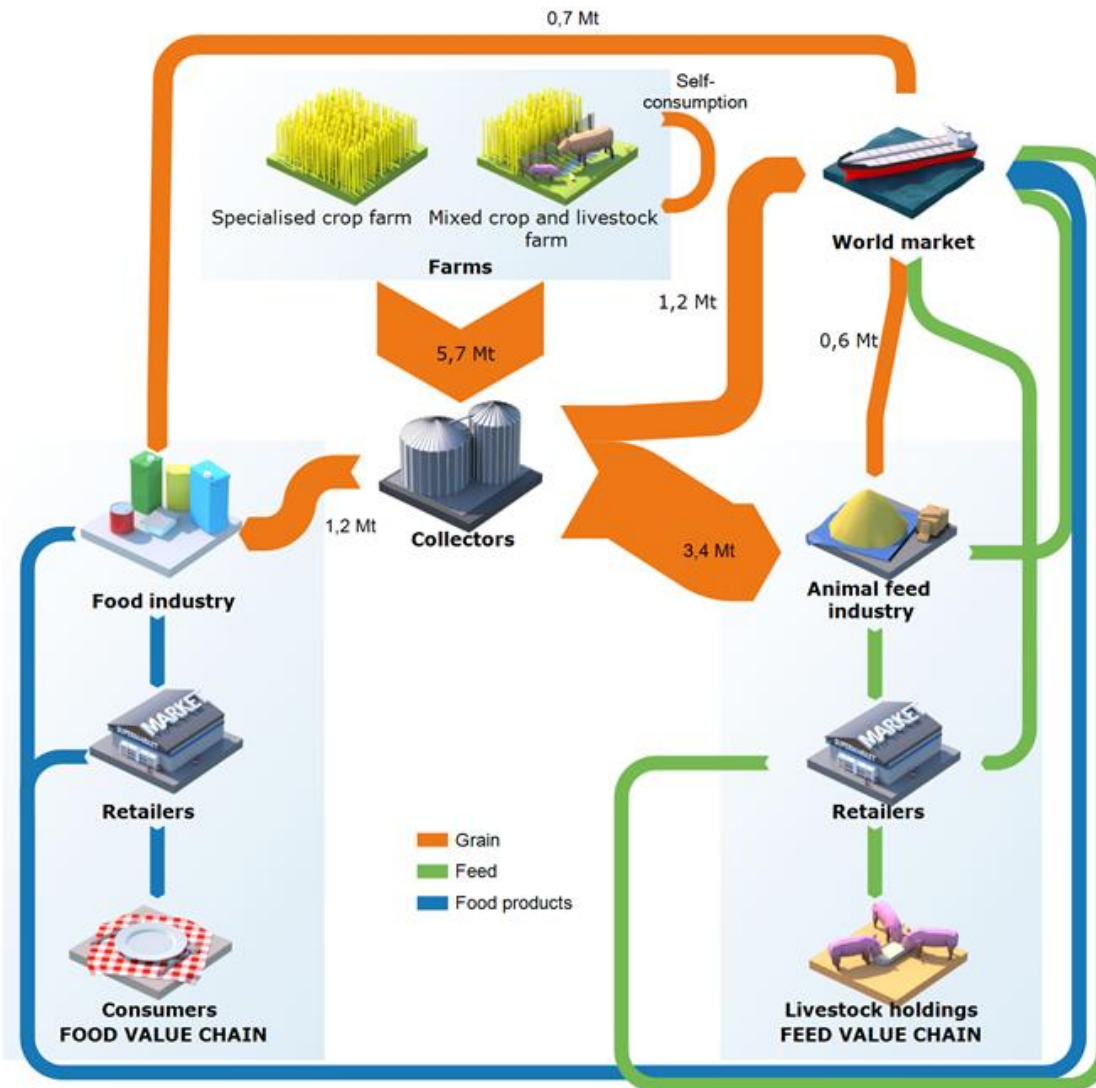 0,7 Mt
Self-
consumption
Specialised crop farm
Mixed crop and livestock
farm
Farms
World market
1,2 Mt
0,6 Mt
5,7 Mt
1,2 Mt
Collectors
3,4 Mt
Food industry
Animal feed
industry
MARKET
SUPERMARKET
Retailers
MARKET
SUPERMARKET
Retailers
Grain
Feed
Food products
Consumers
FOOD VALUE CHAIN
Livestock holdings
FEED VALUE CHAIN